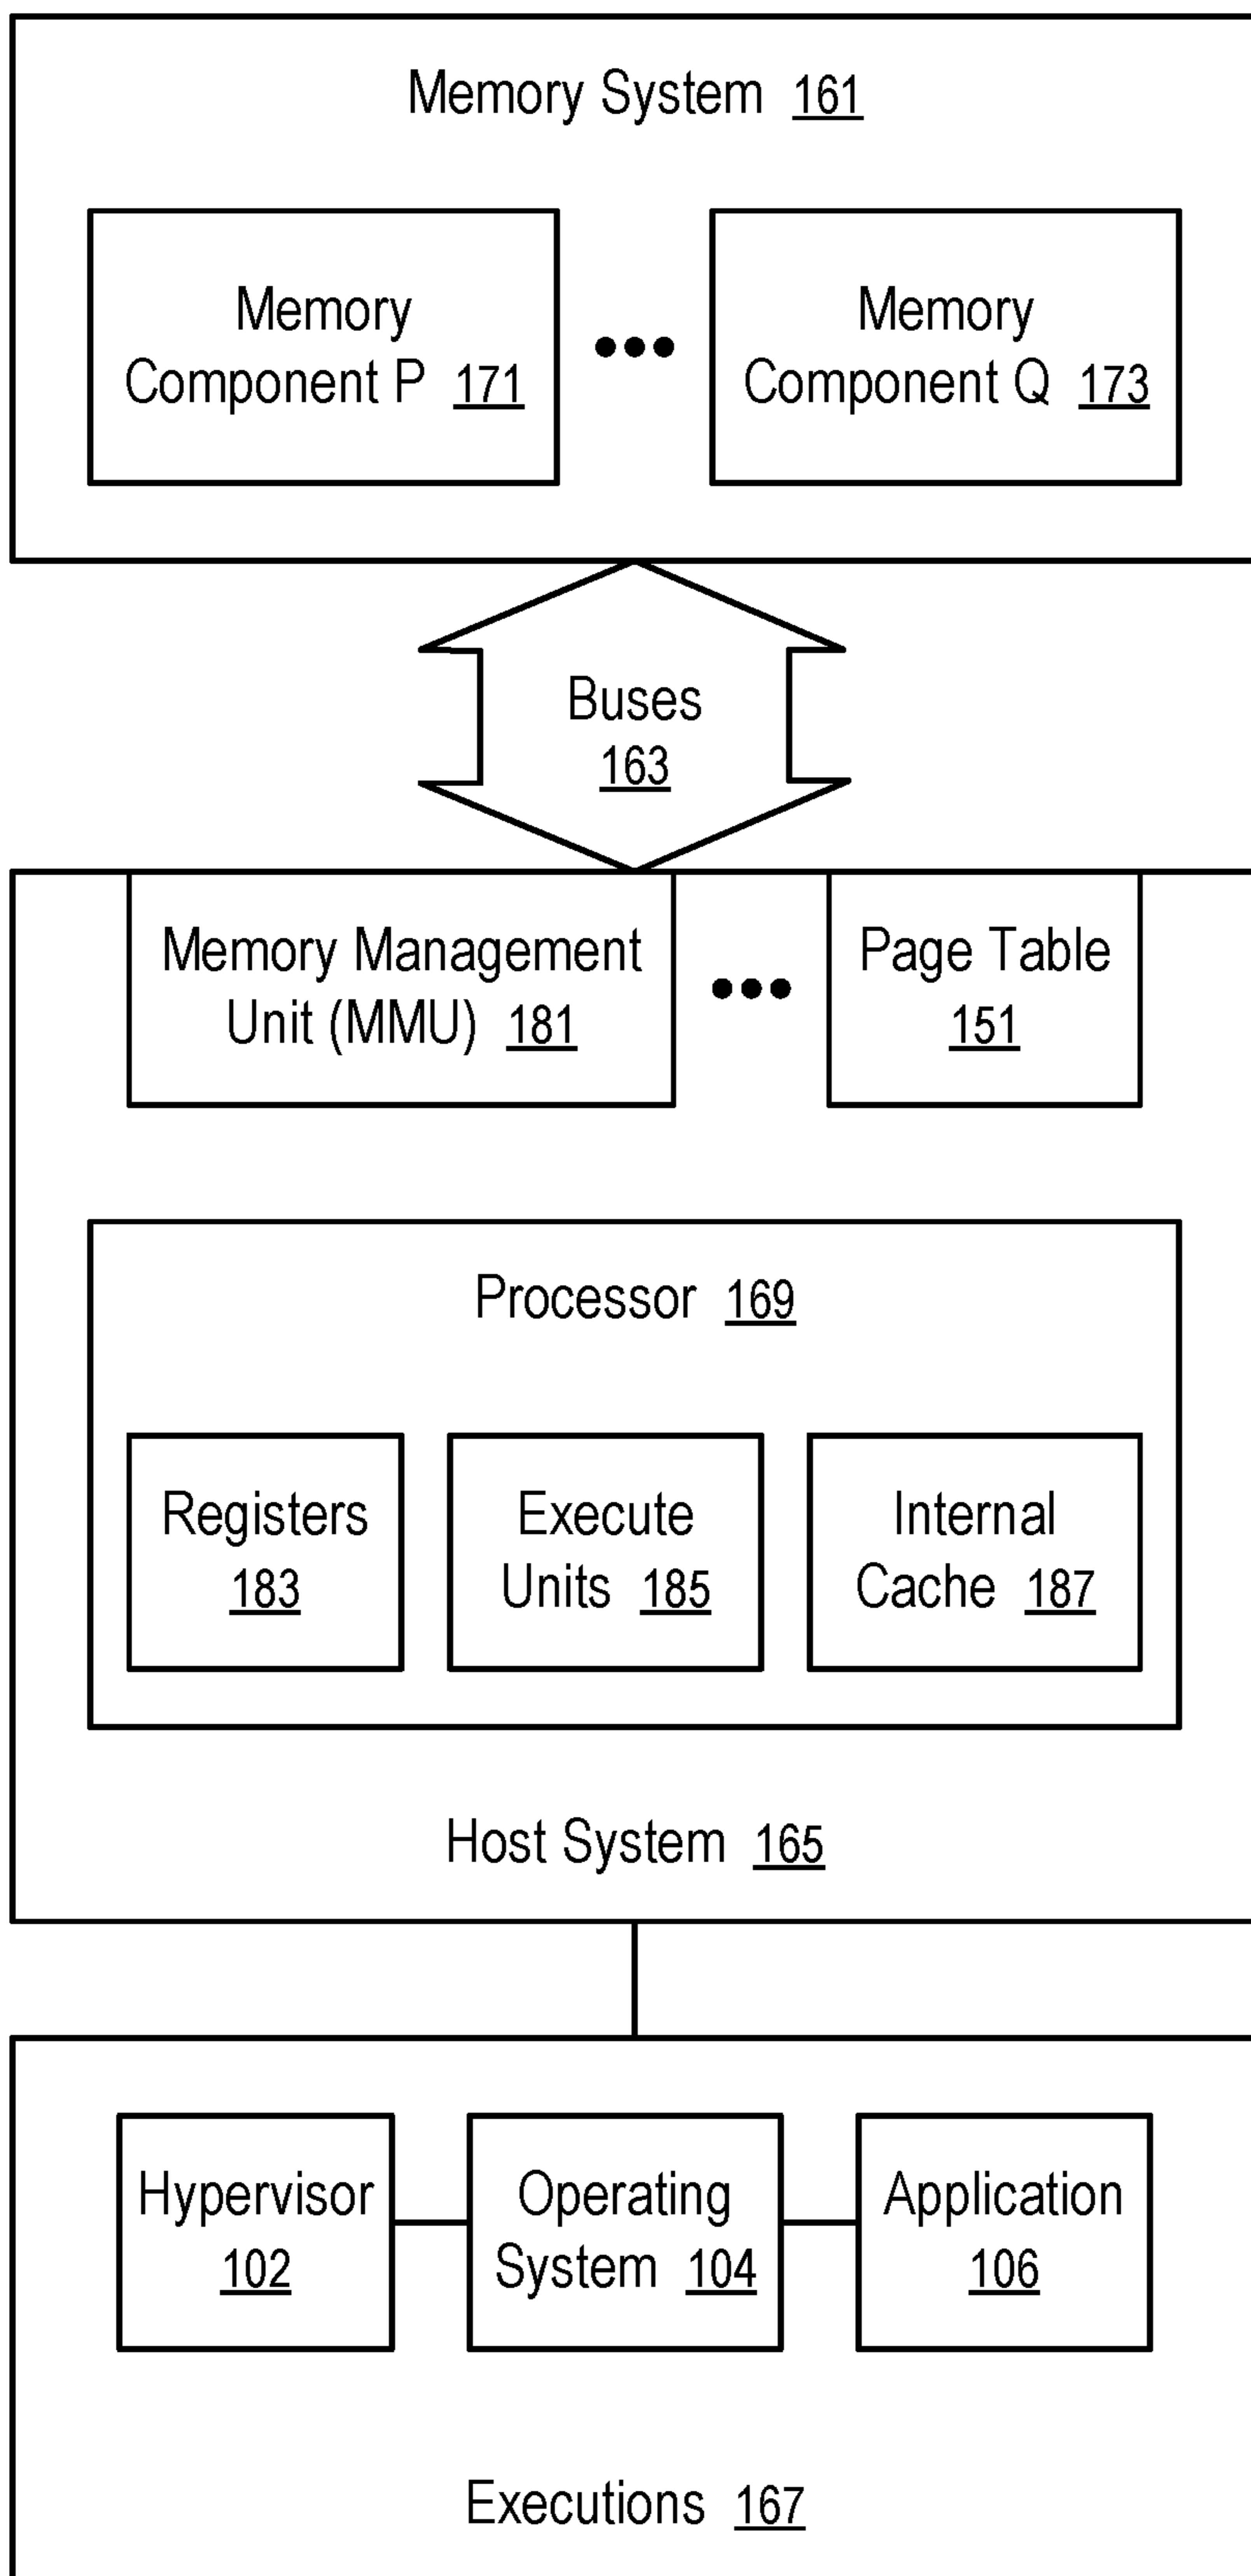 Memory System 161
Memory
Component P 171
Memory
Component Q 173
Buses
163
Memory Management
Unit (MMU) 181
Page Table
151
Processor 169
Registers
183
Execute
Units 185
Internal
Cache 187
Host System 165
Hypervisor
102
Operating
System 104
Application
106
Executions 167